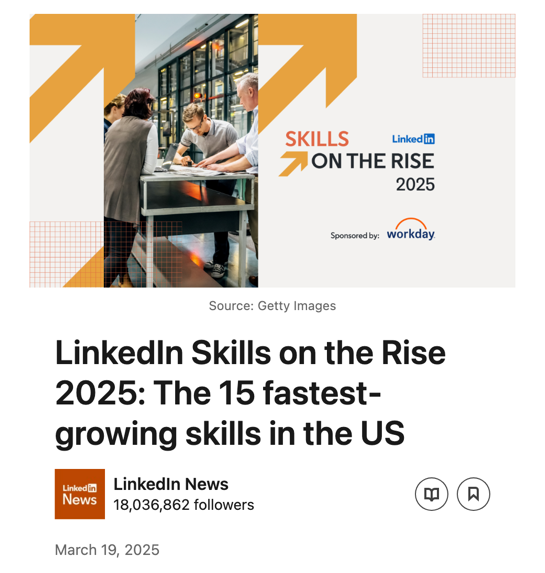 SKILLS
LinkedIn
ON THE RISE
2025
Sponsored by: workday.
Source: Getty Images
LinkedIn Skills on the Rise
2025: The 15 fastest-
growing skills in the US
LinkedIn
News
LinkedIn News
18,036,862 followers
March 19, 2025